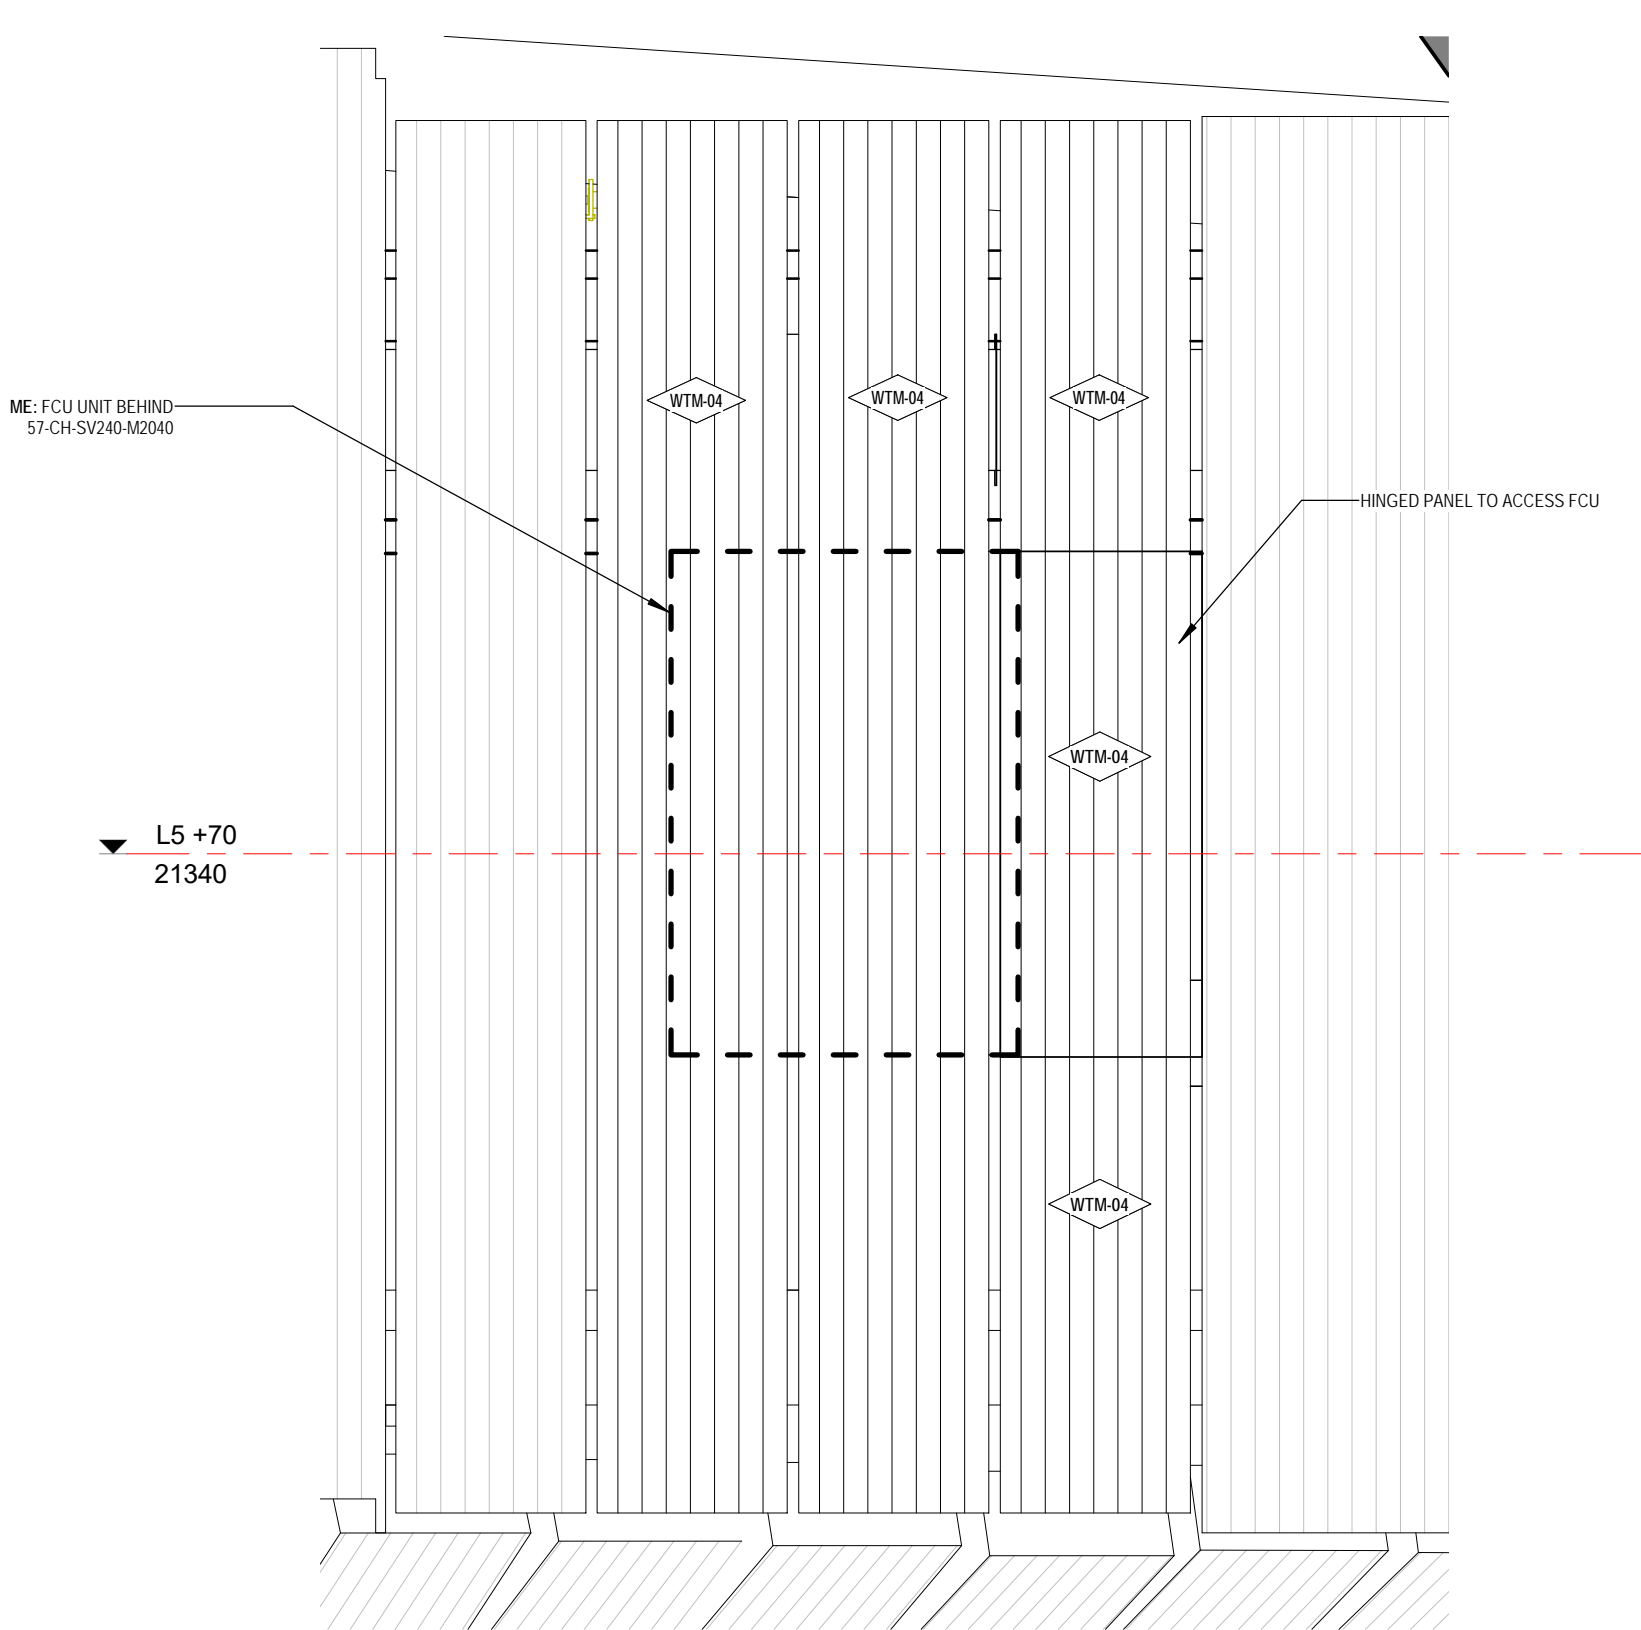 WTM-04
WTM-04
WTM-04
ME: FCU UNIT BEHIND
57-CH-SV240-M2040
HINGED PANEL TO ACCESS FCU
WTM-04
L5 +70
21340
WTM-04